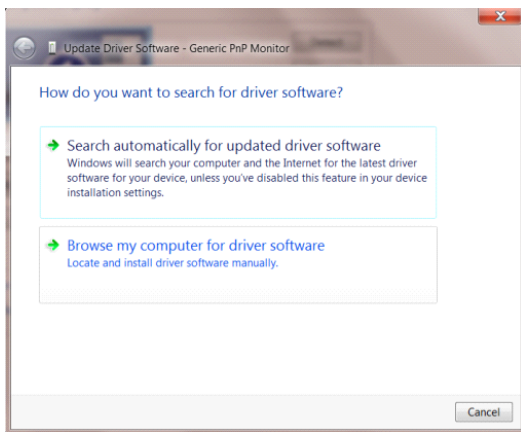 Update Driver Software - Generic PnP Monitor
How do you want to search for driver software?
Search automatically for updated driver software
Windows will search your computer and the Internet for the latest driver
software for your device, unless you've disabled this feature in your device
installation settings.
Browse my computer for driver software
Locate and install driver software manually.
Cancel